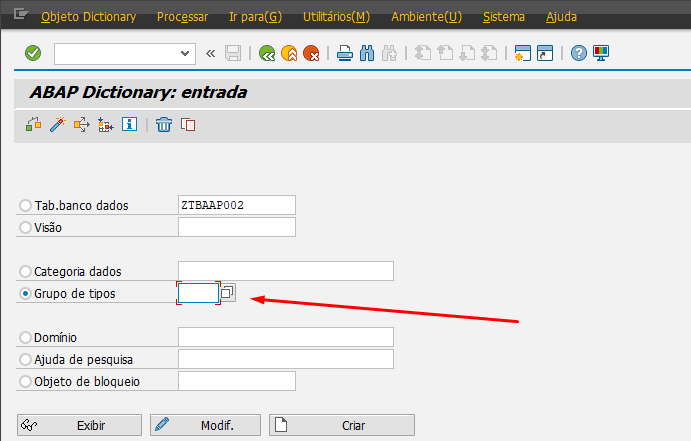 Objeto Dictionary Processar Ir para(G) Utilitários(M) Ambiente(U) Sistema Ajuda
ABAP Dictionary: entrada
Tab.banco dados ZTBAAP002
Visão
Categoria dados
Grupo de tipos
Domínio
Ajuda de pesquisa
Objeto de bloqueio
Exibir Modif. Criar